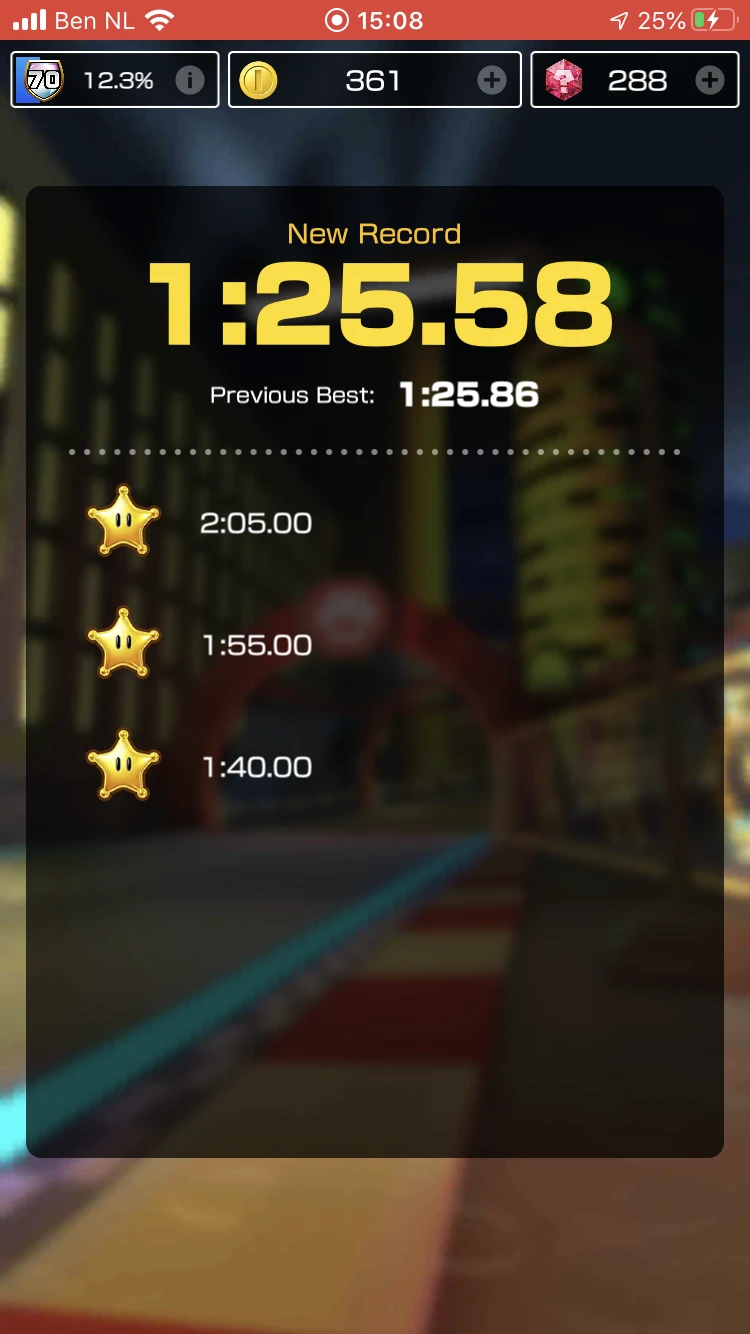 Ben NL 15:08 25%
70 12.3% i 361 288
New Record
1:25.58
Previous Best: 1:25.86
2:05.00
1:55.00
1:40.00